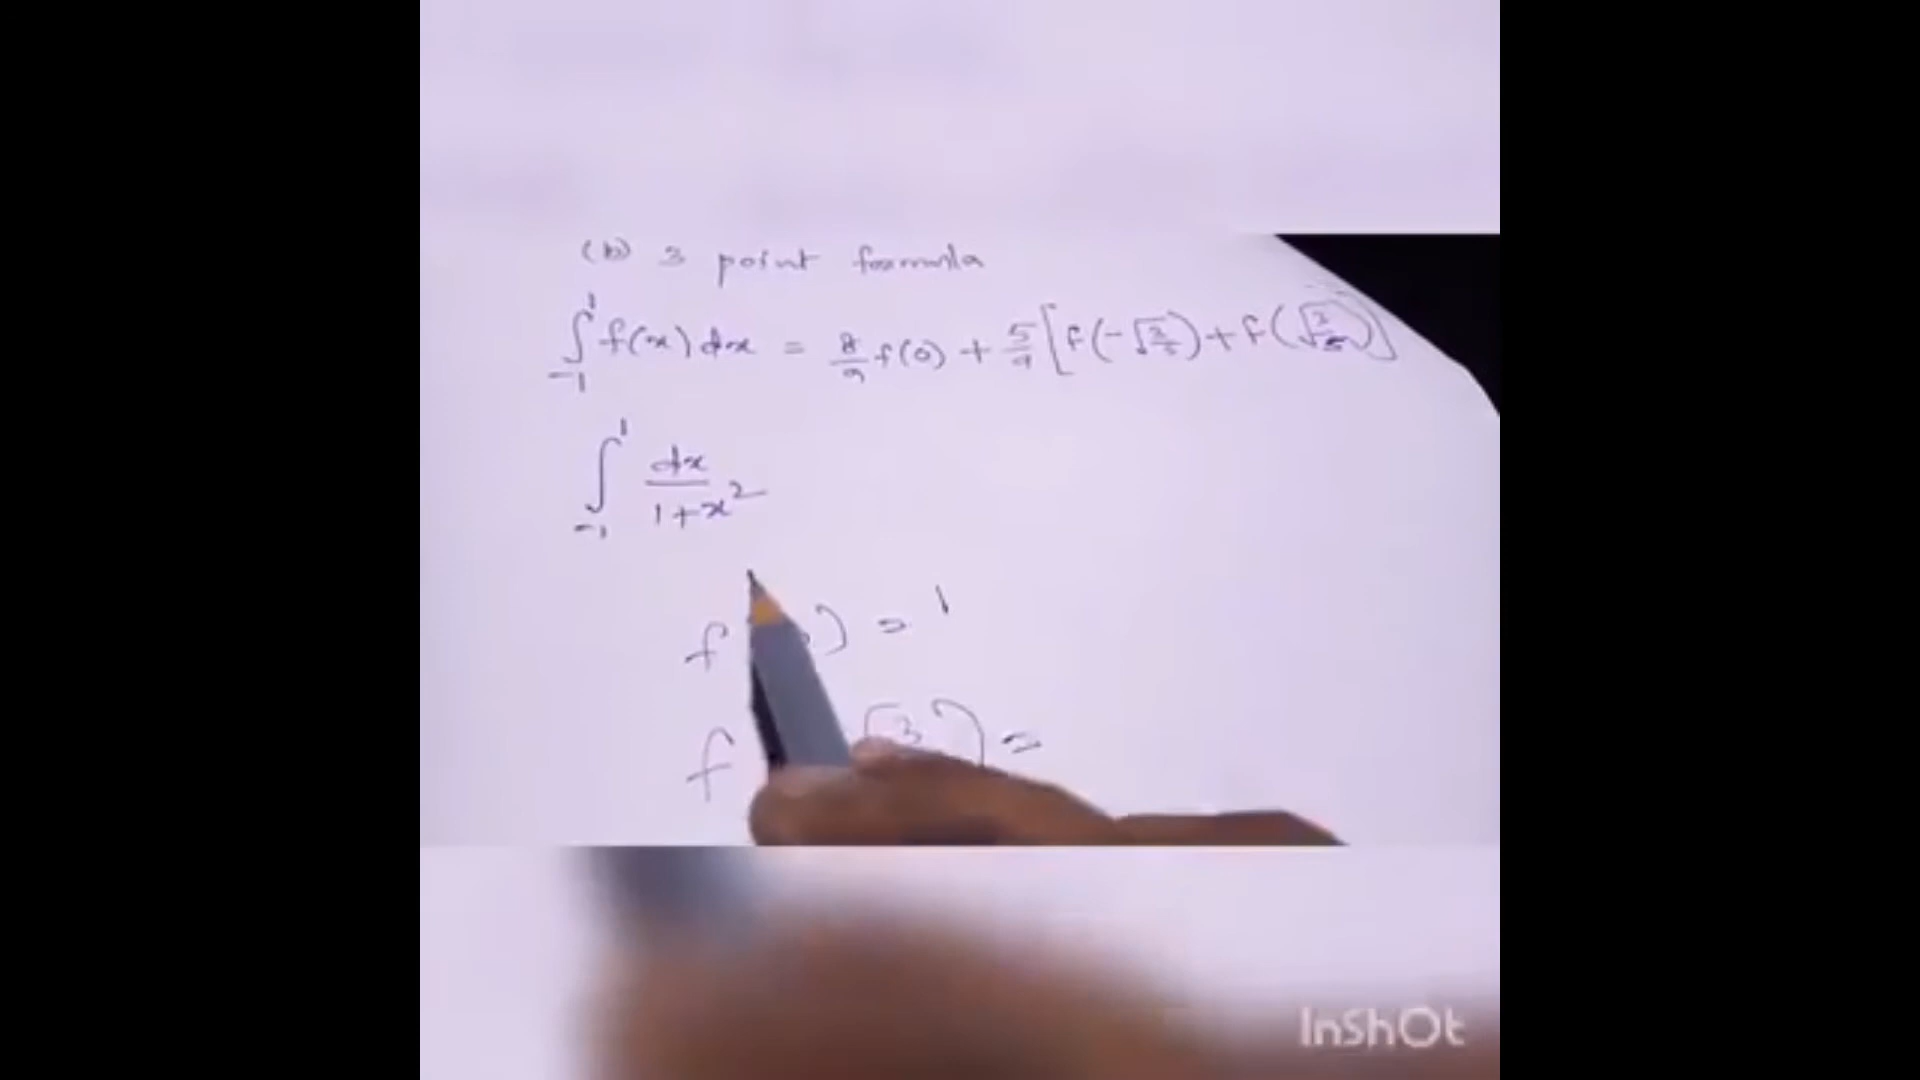 (b) 3 point formula
∫₋₁¹ f(x) dx = 8/9 f(0) + 5/9 [f(-√3/5) + f(√3/5)]
∫₋₁¹ dx/1+x²
f ) = 1
f √3 ) =
InShOt